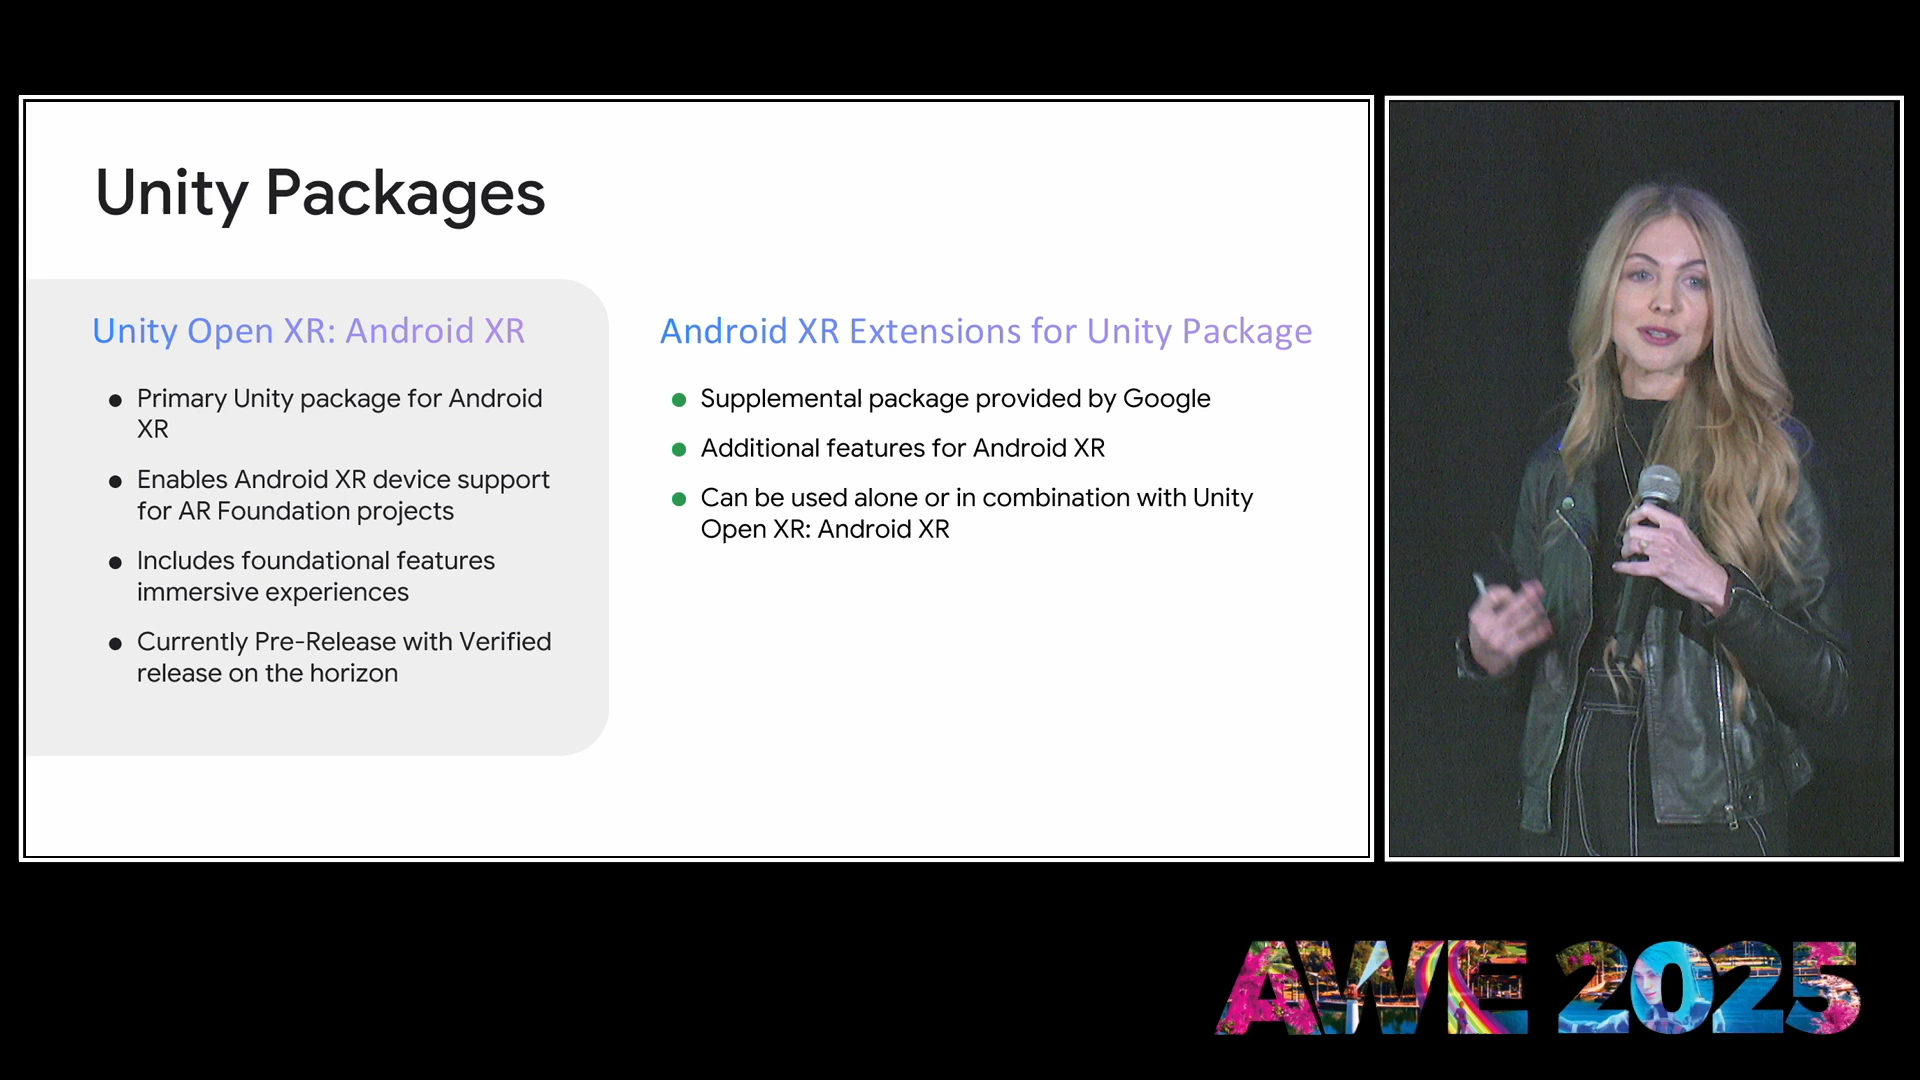 Unity Packages
Unity Open XR: Android XR
● Primary Unity package for Android
XR
● Enables Android XR device support
for AR Foundation projects
● Includes foundational features
immersive experiences
● Currently Pre-Release with Verified
release on the horizon
Android XR Extensions for Unity Package
● Supplemental package provided by Google
● Additional features for Android XR
● Can be used alone or in combination with Unity
Open XR: Android XR
AWE 2025